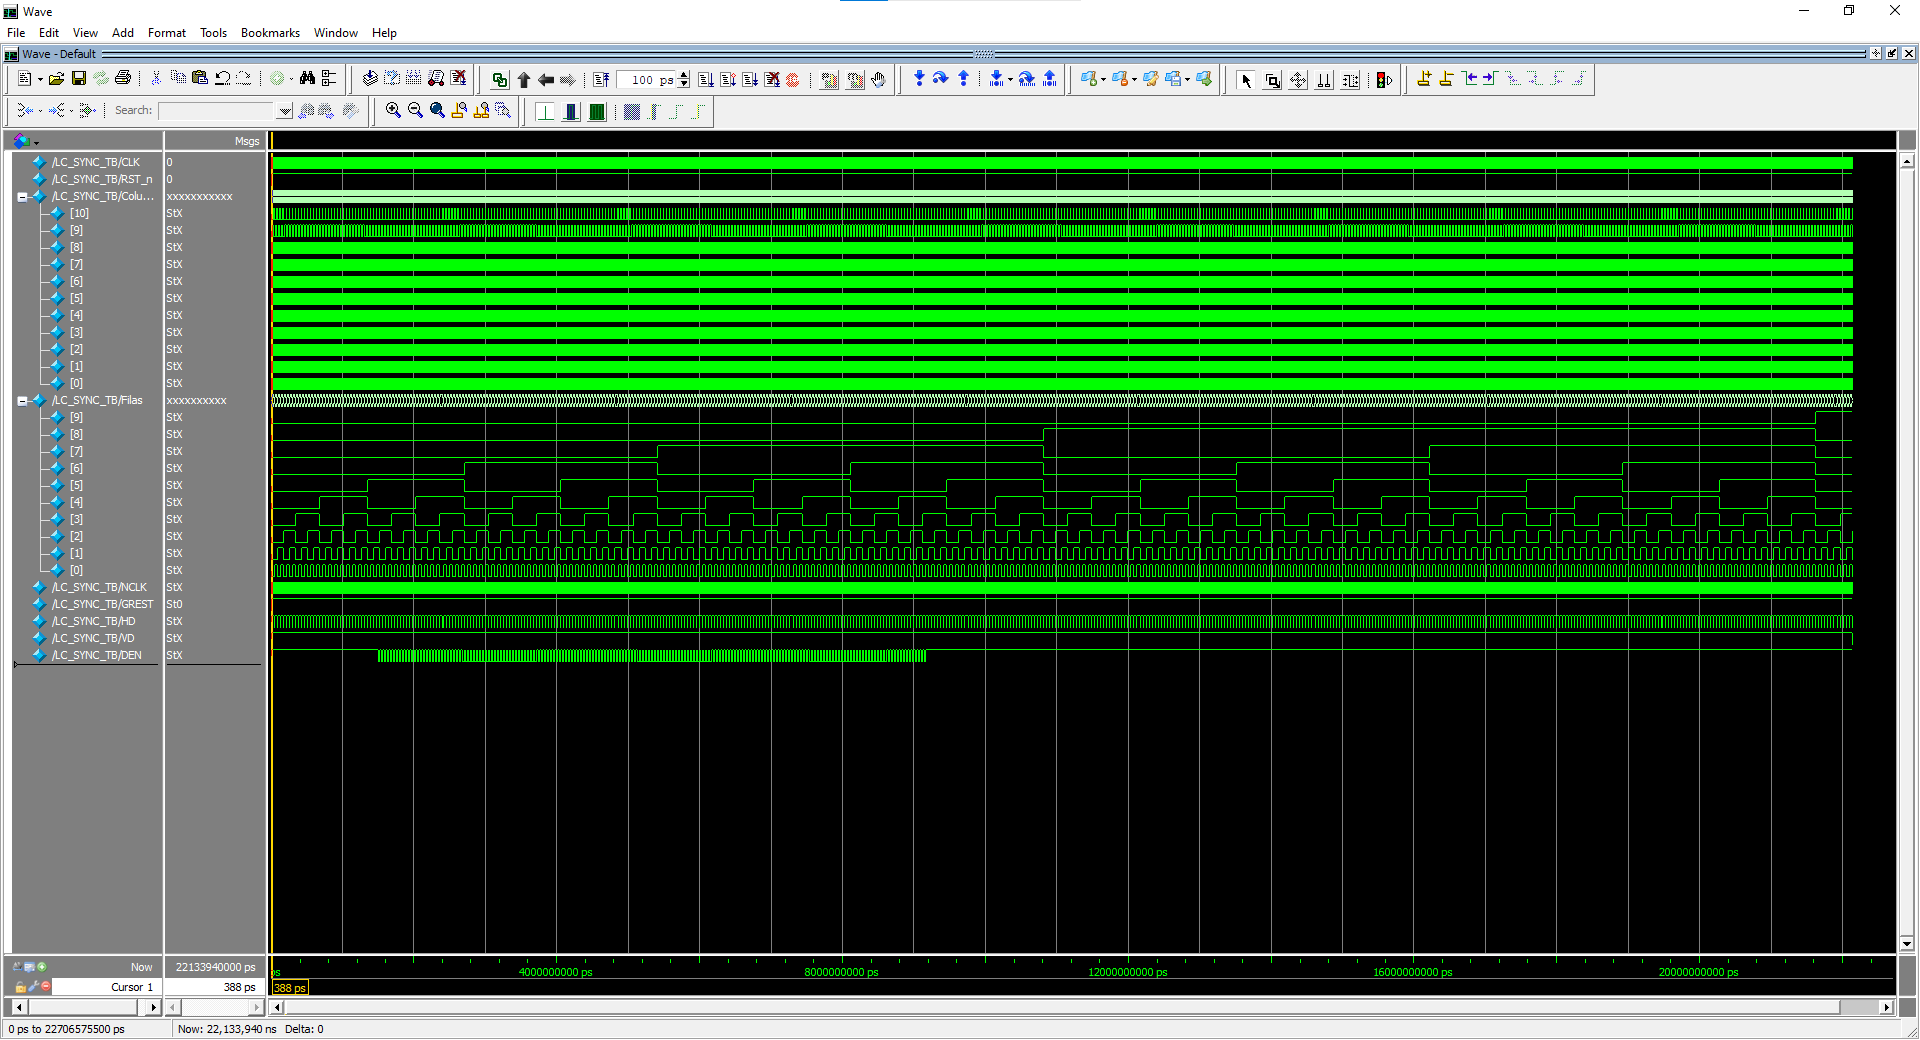 Wave
File Edit View Add Format Tools Bookmarks Window Help
Wave - Default
100 ps
Search:
Msgs
/LC_SYNC_TB/CLK 0
/LC_SYNC_TB/RST_n 0
/LC_SYNC_TB/Colu... xxxxxxxxxxx
[10] StX
[9] StX
[8] StX
[7] StX
[6] StX
[5] StX
[4] StX
[3] StX
[2] StX
[1] StX
[0] StX
/LC_SYNC_TB/Filas xxxxxxxxxx
[9] StX
[8] StX
[7] StX
[6] StX
[5] StX
[4] StX
[3] StX
[2] StX
[1] StX
[0] StX
/LC_SYNC_TB/NCLK StX
/LC_SYNC_TB/GREST St0
/LC_SYNC_TB/HD StX
/LC_SYNC_TB/VD StX
/LC_SYNC_TB/DEN StX
Now 22133940000 ps ps 4000000000 ps 8000000000 ps 12000000000 ps 16000000000 ps 20000000000 ps
Cursor 1 388 ps 388 ps
0 ps to 22706575500 ps Now: 22,133,940 ns Delta: 0